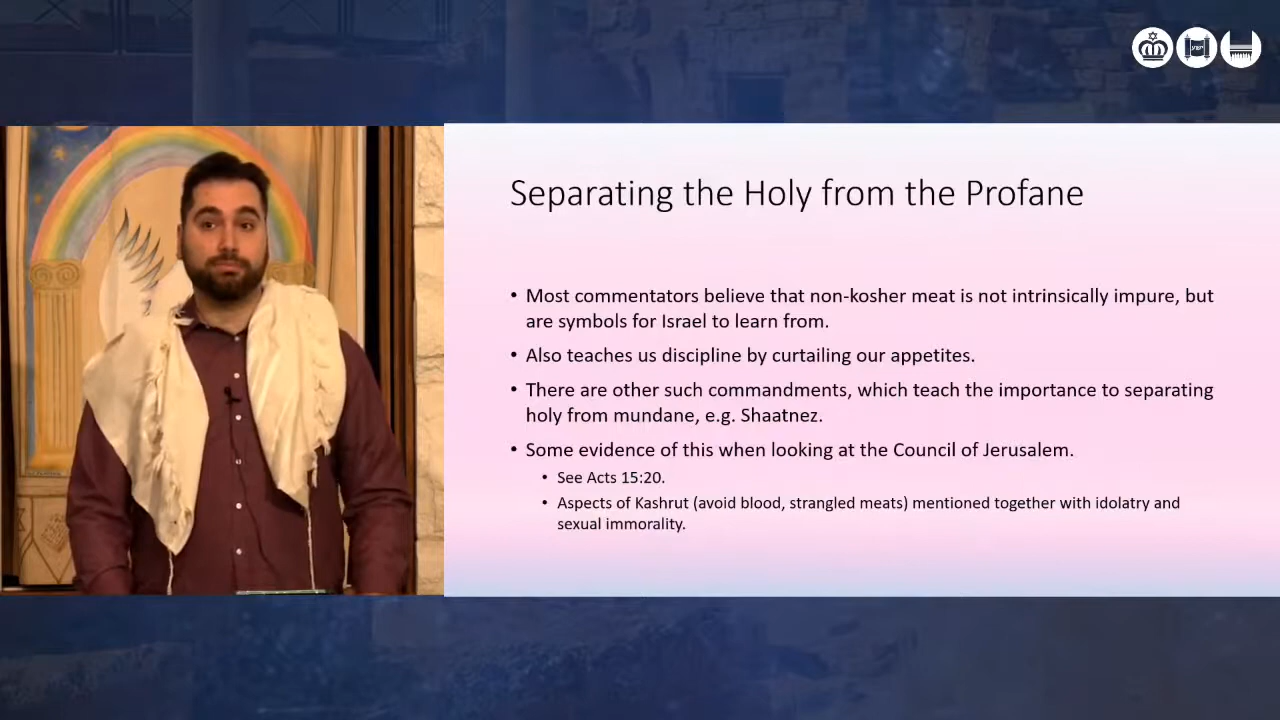 Separating the Holy from the Profane
• Most commentators believe that non-kosher meat is not intrinsically impure, but
are symbols for Israel to learn from.
• Also teaches us discipline by curtailing our appetites.
• There are other such commandments, which teach the importance to separating
holy from mundane, e.g. Shaatnez.
• Some evidence of this when looking at the Council of Jerusalem.
• See Acts 15:20.
• Aspects of Kashrut (avoid blood, strangled meats) mentioned together with idolatry and
sexual immorality.